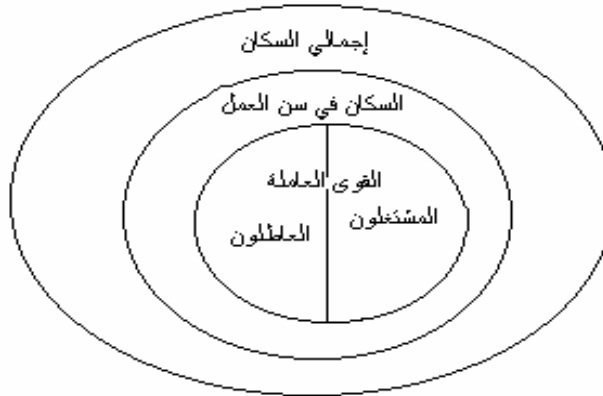 إجمالي السكان
السكان في سن العمل
القوى العاملة
المشتغلون
العاطلون